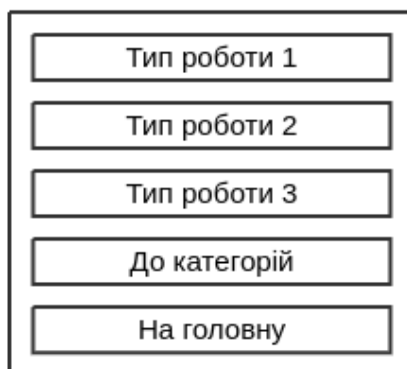 Тип роботи 1
Тип роботи 2
Тип роботи 3
До категорій
На головну